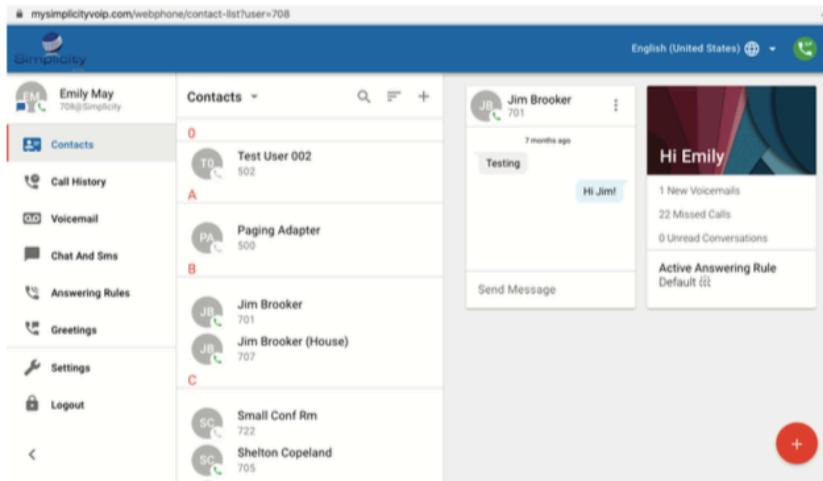 mysimplicityvoip.com/webphone/contact-list?user=708
Simplicity
English (United States)
EM
Emily May
708@Simplicity
Contacts
Call History
Voicemail
Chat And Sms
Answering Rules
Greetings
Settings
Logout
Contacts
0
T0
Test User 002
502
A
PA
Paging Adapter
500
B
JB
Jim Brooker
701
JB
Jim Brooker (House)
707
C
SC
Small Conf Rm
722
SC
Shelton Copeland
705
JB
Jim Brooker
701
7 months ago
Testing
Hi Jim!
Send Message
Hi Emily
1 New Voicemails
22 Missed Calls
0 Unread Conversations
Active Answering Rule
Default